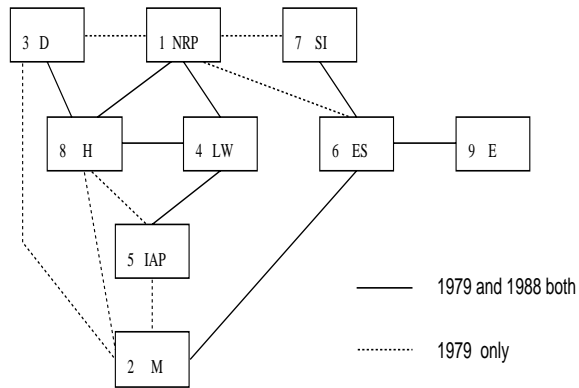 3 D
1 NRP
7 SI
8 H
4 LW
6 ES
9 E
5 IAP
1979 and 1988 both
2 M
1979 only